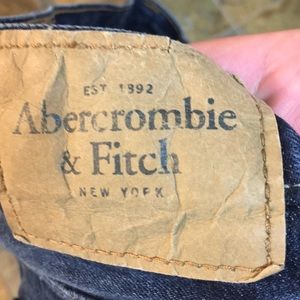 EST 1892
Abercrombie
& Fitch
NEW YORK